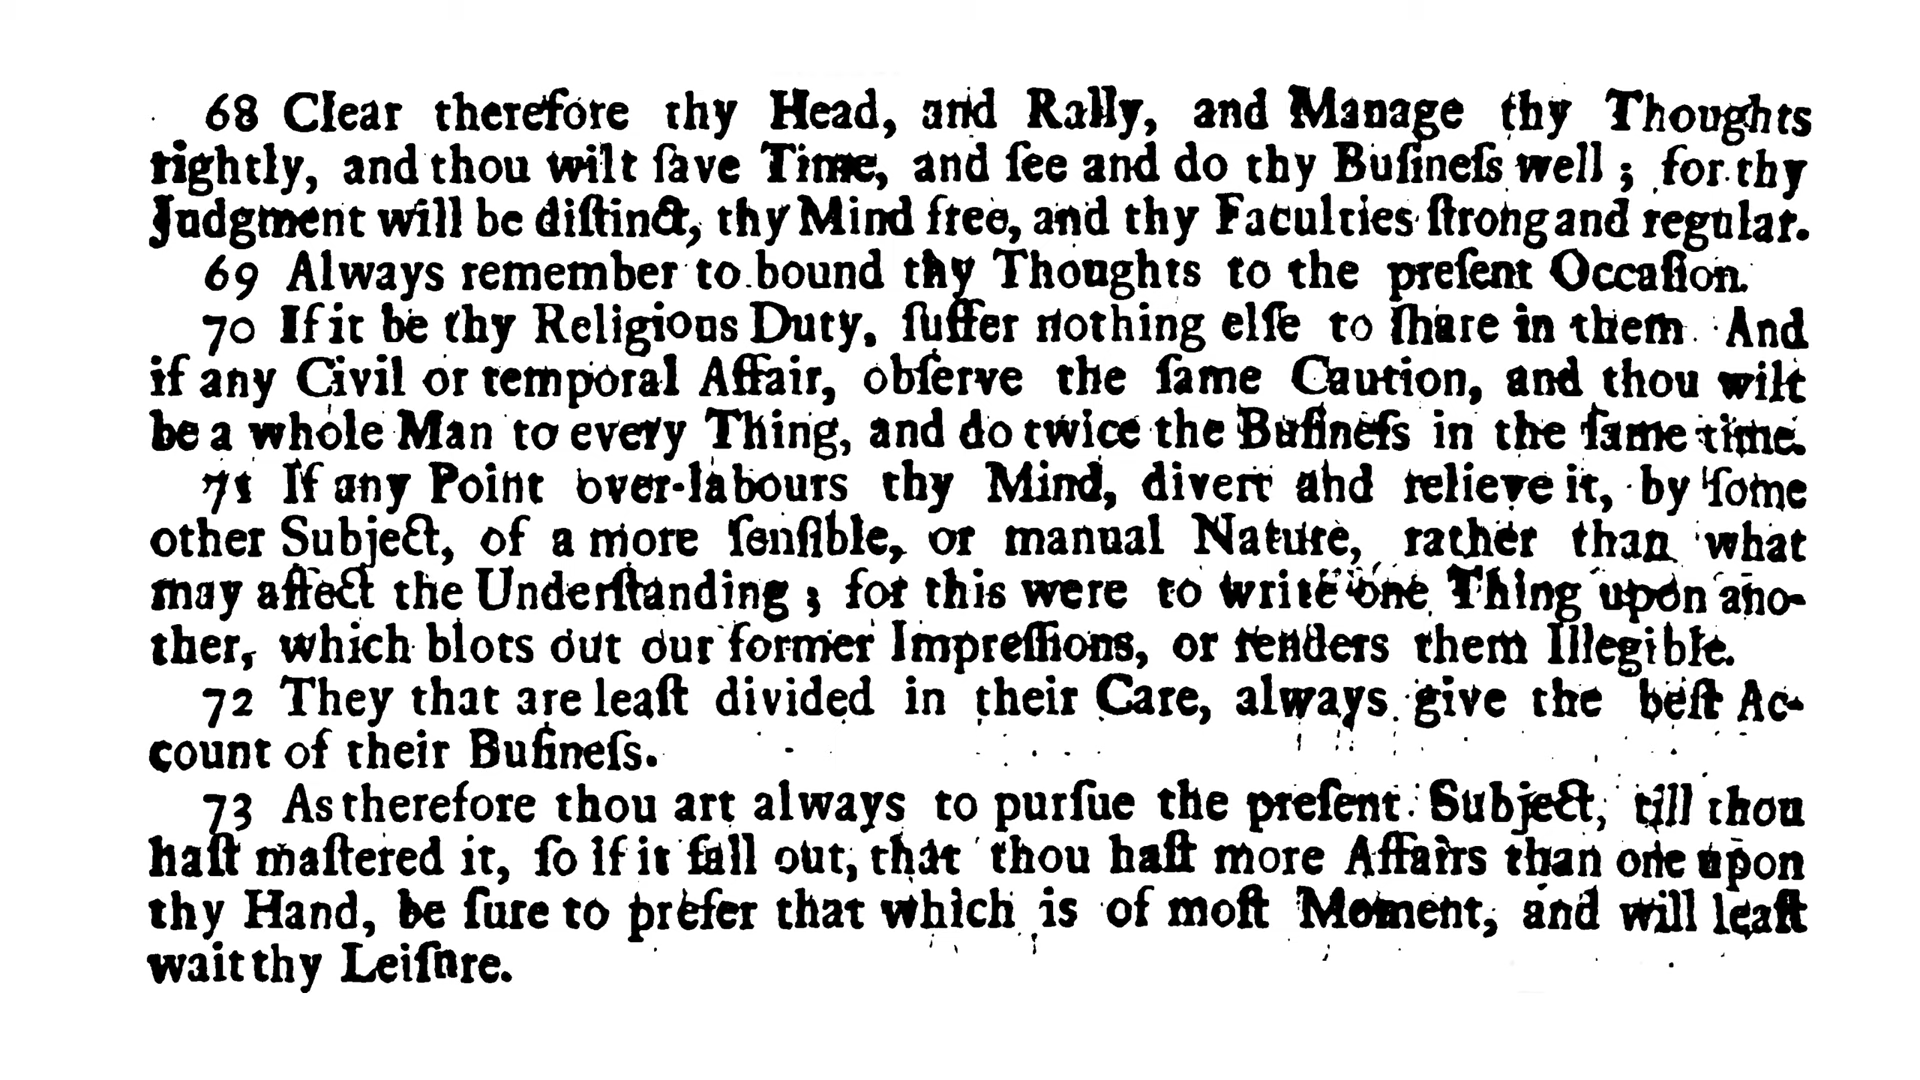 68 Clear therefore thy Head, and Rally, and Manage thy Thoughts
rightly, and thou wilt ſave Time, and ſee and do thy Buſineſs well; for thy
Judgment will be diſtinct, thy Mind free, and thy Faculties ſtrong and regular.
69 Always remember to bound thy Thoughts to the preſent Occaſion.
70 If it be thy Religious Duty, ſuffer nothing elſe to ſhare in them. And
if any Civil or temporal Affair, obſerve the ſame Caution, and thou wilt
be a whole Man to every Thing, and do twice the Buſineſs in the ſame time.
71 If any Point over-labours thy Mind, divert and relieve it, by ſome
other Subject, of a more ſenſible, or manual Nature, rather than what
may affect the Underſtanding; for this were to write one Thing upon ano-
ther, which blots out our former Impreſſions, or renders them Illegible.
72 They that are leaſt divided in their Care, always give the beſt Ac-
count of their Buſineſs.
73 As therefore thou art always to purſue the preſent Subject, till thou
haſt maſtered it, ſo if it fall out, that thou haſt more Affairs than one upon
thy Hand, be ſure to prefer that which is of moſt Moment, and will leaſt
wait thy Leiſure.